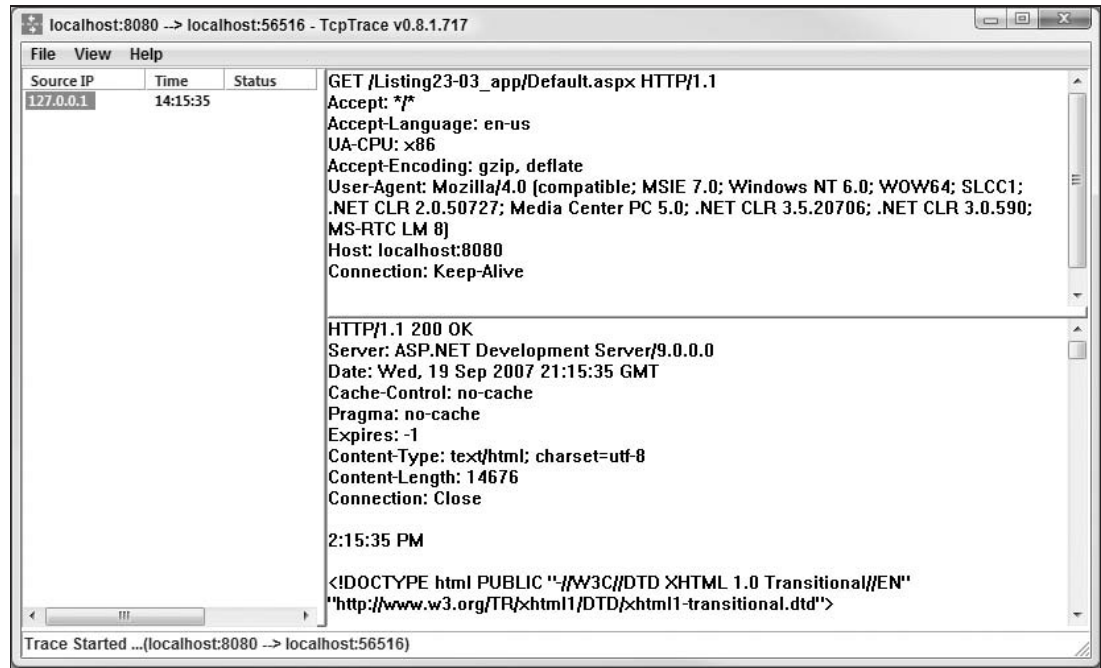 localhost:8080 --> localhost:56516 - TcpTrace v0.8.1.717
File View Help
Source IP Time Status
127.0.0.1 14:15:35
GET /Listing23-03_app/Default.aspx HTTP/1.1
Accept: */*
Accept-Language: en-us
UA-CPU: x86
Accept-Encoding: gzip, deflate
User-Agent: Mozilla/4.0 (compatible; MSIE 7.0; Windows NT 6.0; WOW64; SLCC1;
.NET CLR 2.0.50727; Media Center PC 5.0; .NET CLR 3.5.20706; .NET CLR 3.0.590;
MS-RTC LM 8)
Host: localhost:8080
Connection: Keep-Alive
HTTP/1.1 200 OK
Server: ASP.NET Development Server/9.0.0.0
Date: Wed, 19 Sep 2007 21:15:35 GMT
Cache-Control: no-cache
Pragma: no-cache
Expires: -1
Content-Type: text/html; charset=utf-8
Content-Length: 14676
Connection: Close
2:15:35 PM
<!DOCTYPE html PUBLIC "-//W3C//DTD XHTML 1.0 Transitional//EN"
"http://www.w3.org/TR/xhtml1/DTD/xhtml1-transitional.dtd">
Trace Started ...(localhost:8080 --> localhost:56516)